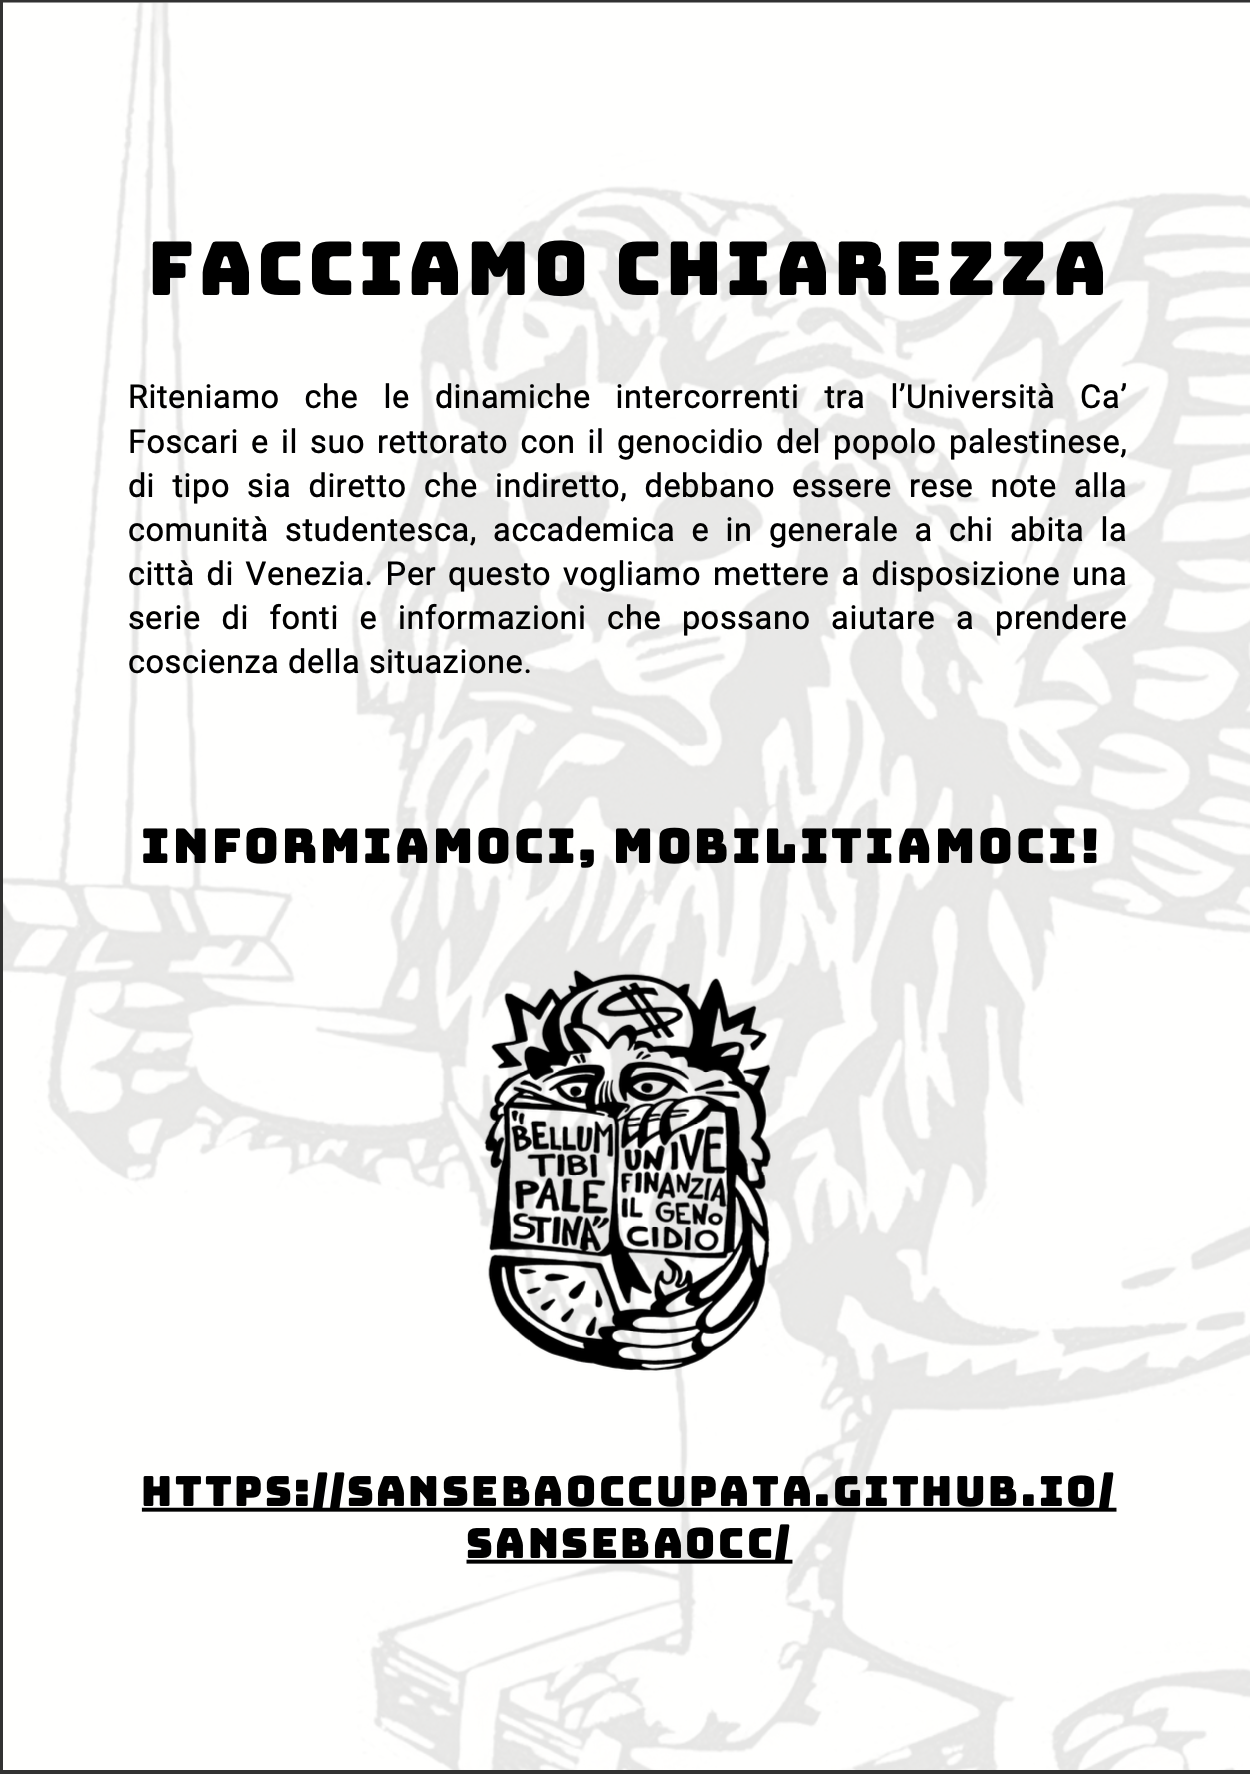 FACCIAMO CHIAREZZA
Riteniamo che le dinamiche intercorrenti tra l’Università Ca’
Foscari e il suo rettorato con il genocidio del popolo palestinese,
di tipo sia diretto che indiretto, debbano essere rese note alla
comunità studentesca, accademica e in generale a chi abita la
città di Venezia. Per questo vogliamo mettere a disposizione una
serie di fonti e informazioni che possano aiutare a prendere
coscienza della situazione.
INFORMIAMOCI, MOBILITIAMOCI!
"BELLUM
TIBI
PALE
STINA"
UNIVE
FINANZIA
IL GENO
CIDIO
HTTPS://SANSEBAOCCUPATA.GITHUB.IO/
SANSEBAOCC/